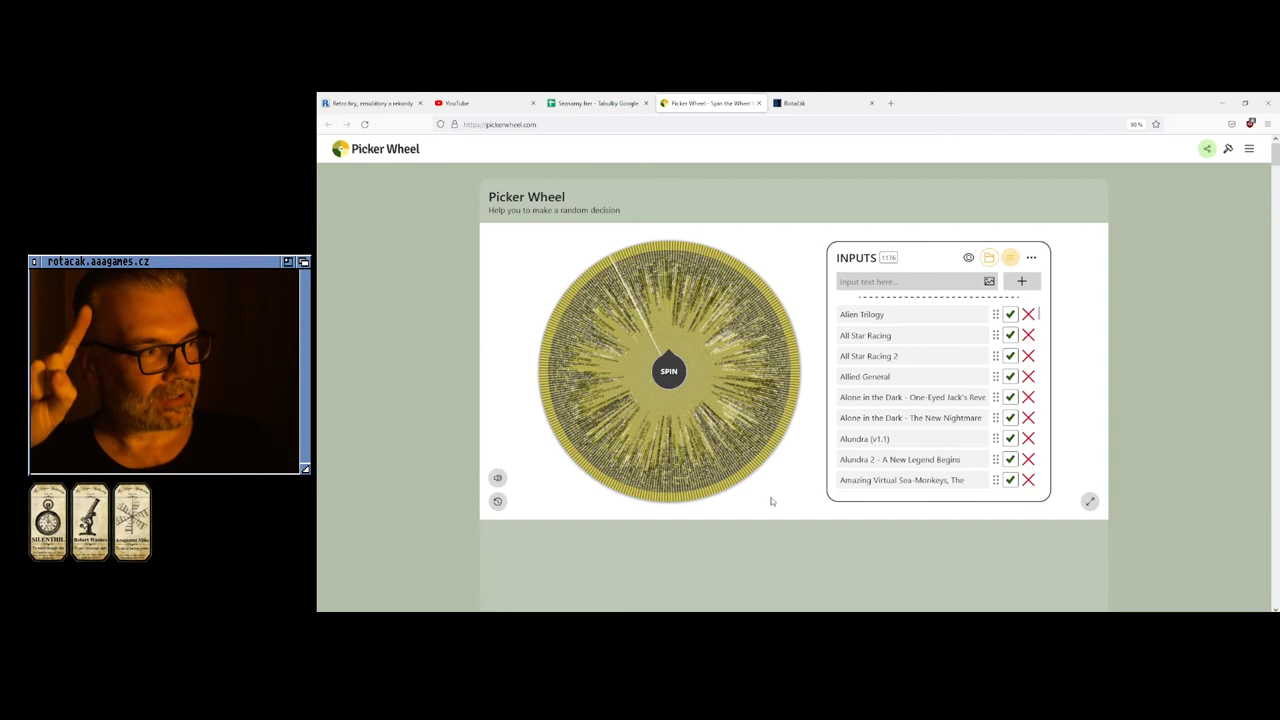 Retro hry, emulátory a rekordy
YouTube
Seznamy her - Tabulky Google
Picker Wheel - Spin the Wheel
Rotačák
https://pickerwheel.com
90%
Picker Wheel
Picker Wheel
Help you to make a random decision
SPIN
INPUTS 1176
Input text here...
Alien Trilogy
All Star Racing
All Star Racing 2
Allied General
Alone in the Dark - One-Eyed Jack's Reve
Alone in the Dark - The New Nightmare
Alundra (v1.1)
Alundra 2 - A New Legend Begins
Amazing Virtual Sea-Monkeys, The
rotacak.aaagames.cz
SILENTHIL
Robert Washes